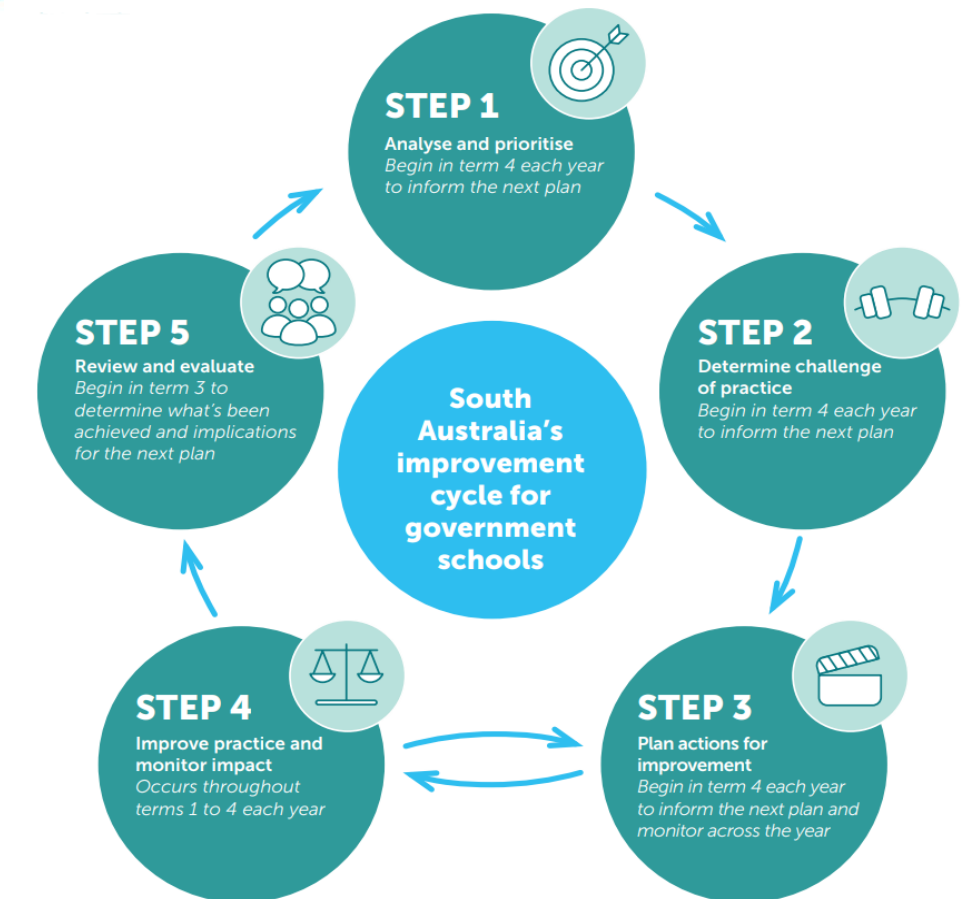 STEP 1
Analyse and prioritise
Begin in term 4 each year
to inform the next plan
STEP 2
Determine challenge
of practice
Begin in term 4 each year
to inform the next plan
STEP 3
Plan actions for
improvement
Begin in term 4 each year
to inform the next plan and
monitor across the year
STEP 4
Improve practice and
monitor impact
Occurs throughout
terms 1 to 4 each year
STEP 5
Review and evaluate
Begin in term 3 to
determine what’s been
achieved and implications
for the next plan
South
Australia’s
improvement
cycle for
government
schools